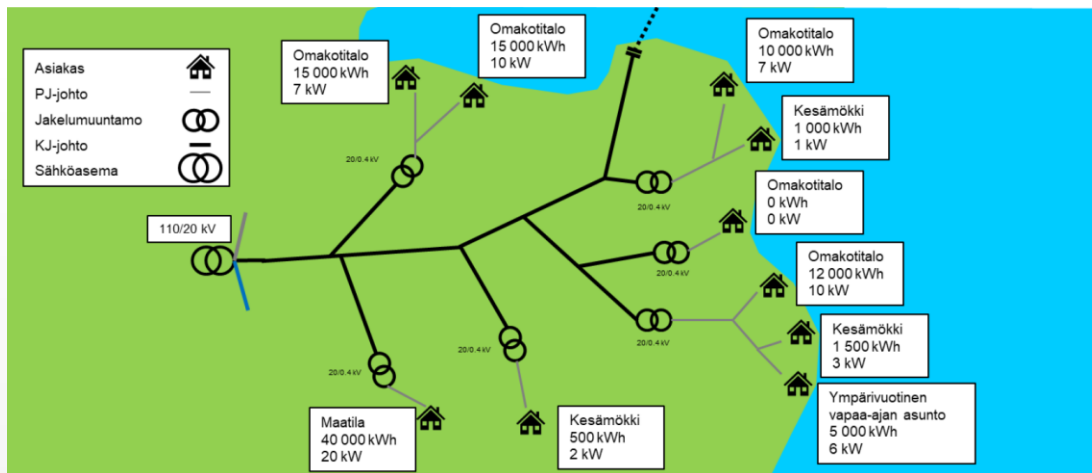 Asiakas
PJ-johto
Jakelumuuntamo
KJ-johto
Sähköasema
Omakotitalo
15 000 kWh
7 kW
Omakotitalo
15 000 kWh
10 kW
Omakotitalo
10 000 kWh
7 kW
Kesämökki
1 000 kWh
1 kW
20/0.4 kV
20/0.4 kV
Omakotitalo
0 kWh
0 kW
110/20 kV
20/0.4 kV
Omakotitalo
12 000 kWh
10 kW
20/0.4 kV
Kesämökki
1 500 kWh
3 kW
20/0.4 kV
20/0.4 kV
Ympärivuotinen
vapaa-ajan asunto
5 000 kWh
6 kW
Maatila
40 000 kWh
20 kW
Kesämökki
500 kWh
2 kW